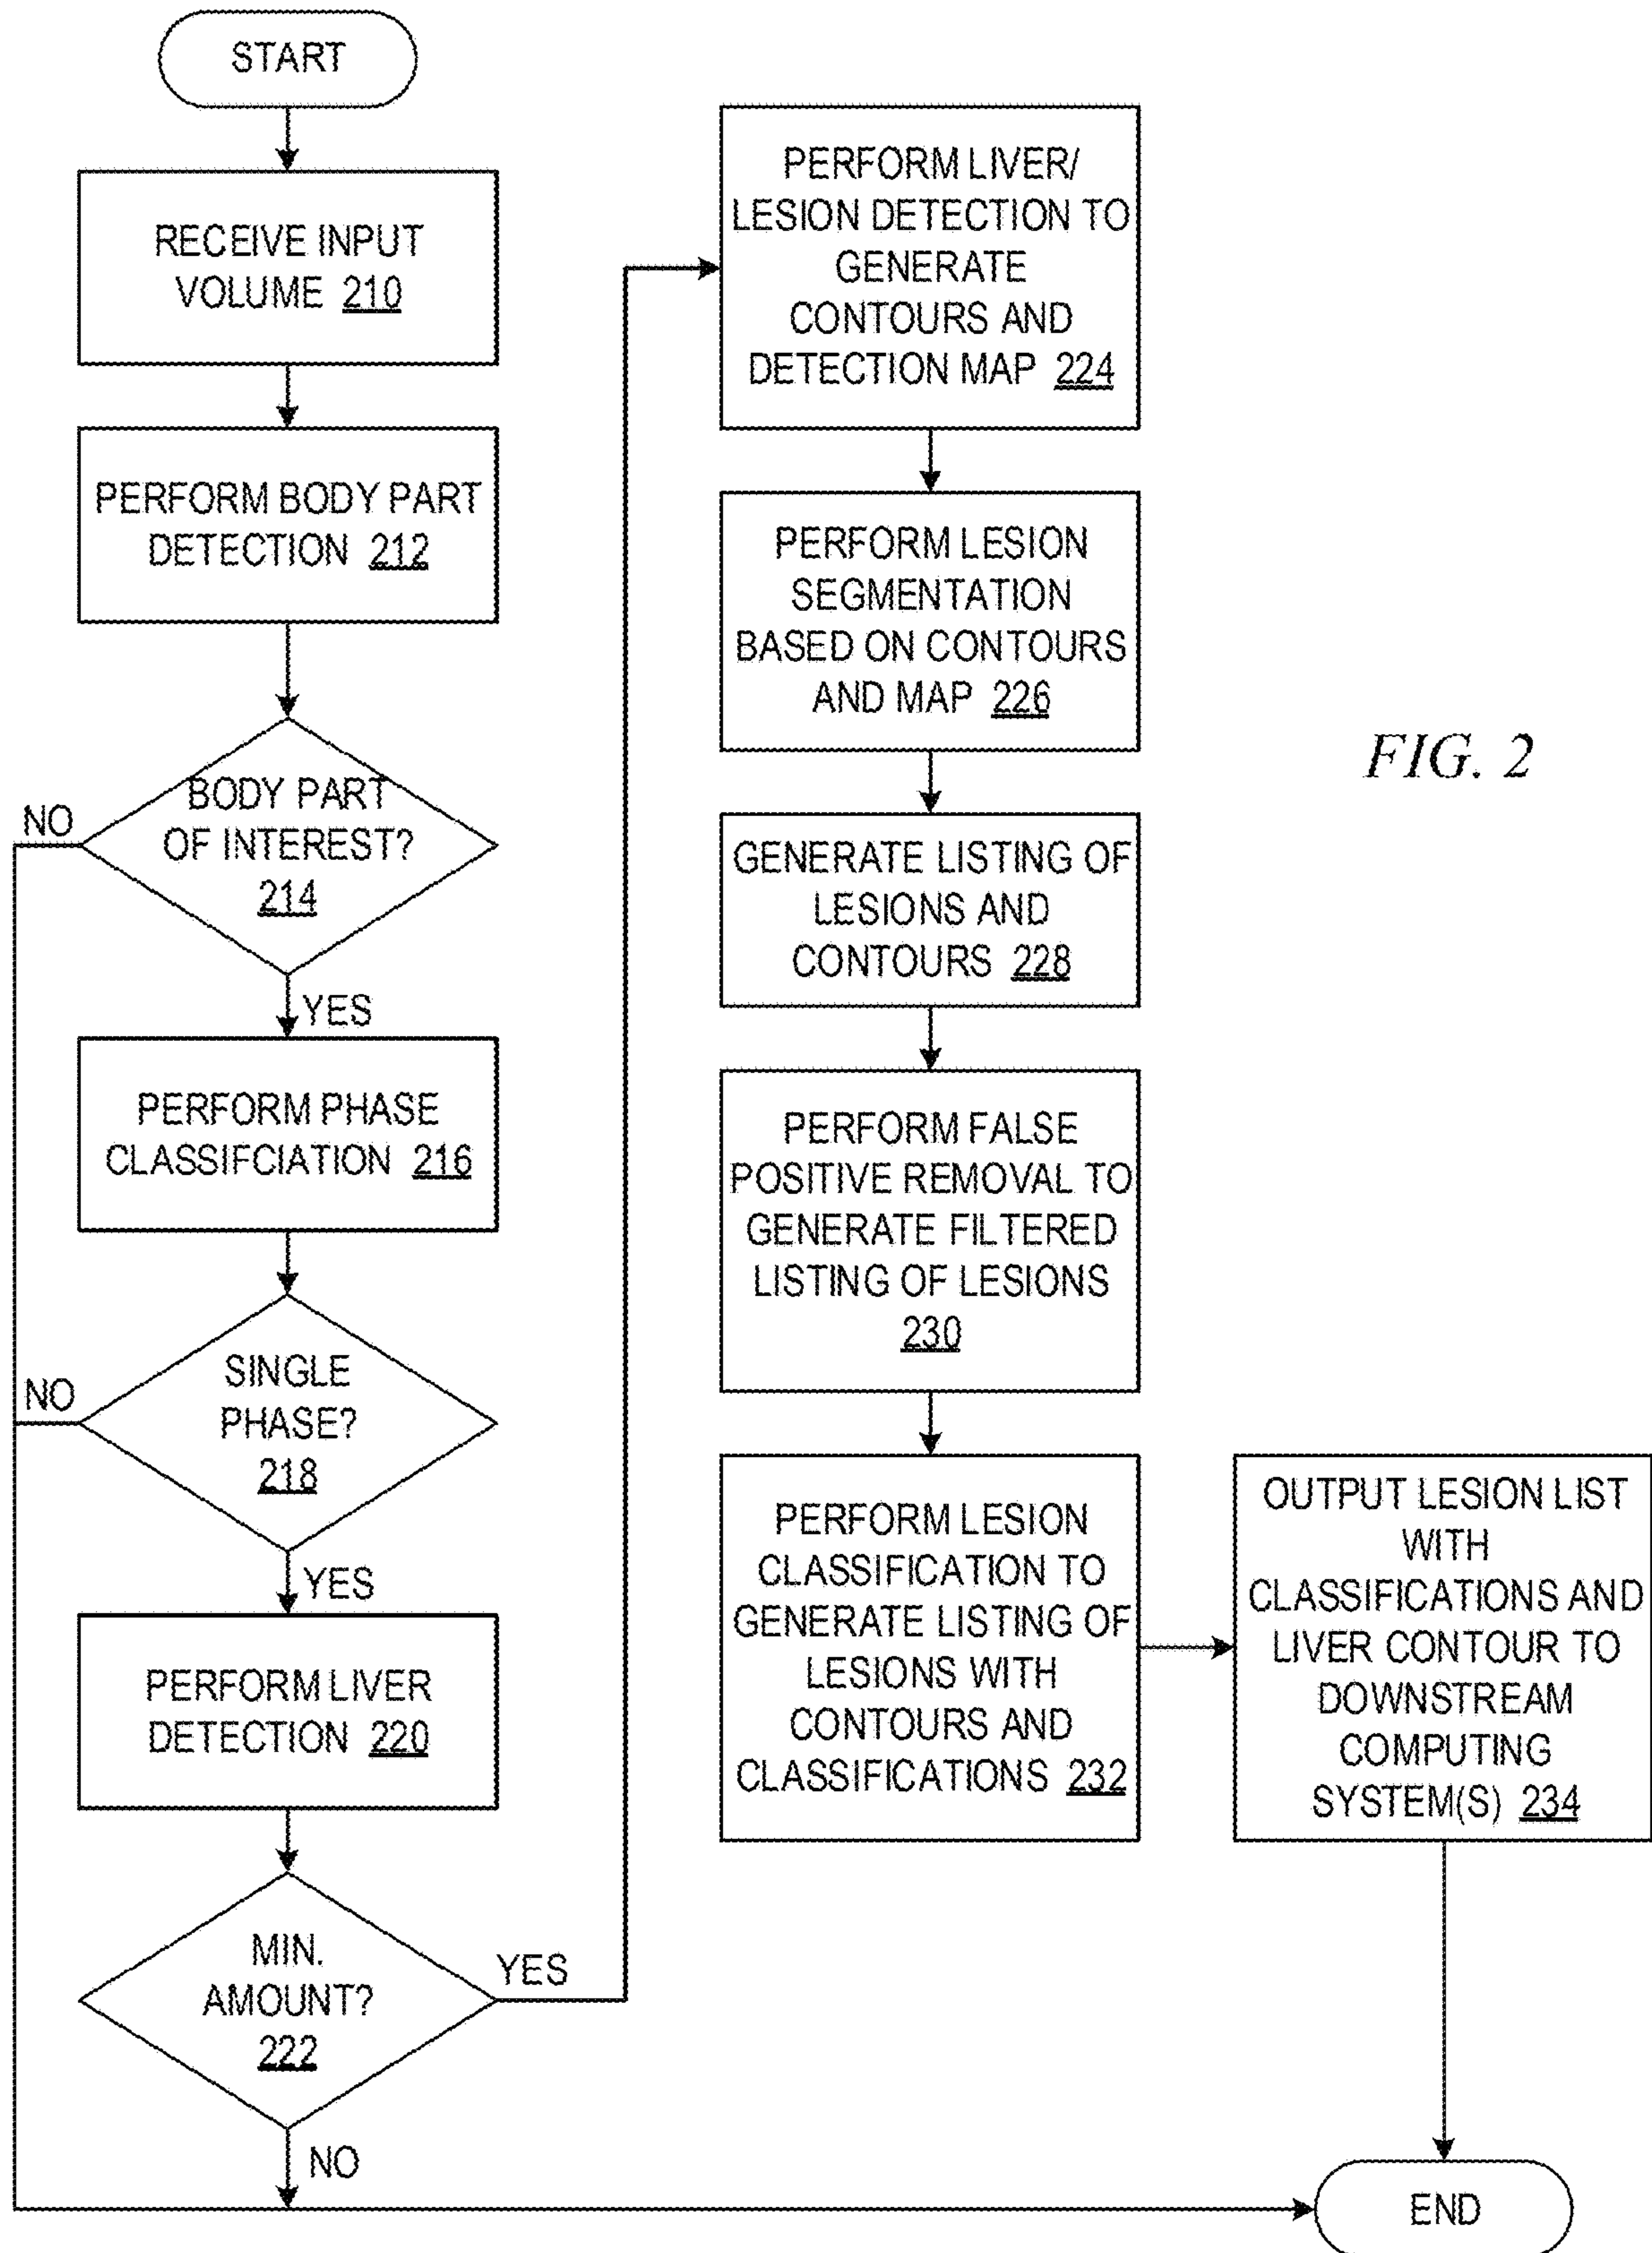 START
RECEIVE INPUT
VOLUME 210
PERFORM BODY PART
DETECTION 212
BODY PART
OF INTEREST?
214
NO
YES
PERFORM PHASE
CLASSIFCIATION 216
SINGLE
PHASE?
218
NO
YES
PERFORM LIVER
DETECTION 220
MIN.
AMOUNT?
222
YES
NO
PERFORM LIVER/
LESION DETECTION TO
GENERATE
CONTOURS AND
DETECTION MAP 224
PERFORM LESION
SEGMENTATION
BASED ON CONTOURS
AND MAP 226
GENERATE LISTING OF
LESIONS AND
CONTOURS 228
PERFORM FALSE
POSITIVE REMOVAL TO
GENERATE FILTERED
LISTING OF LESIONS
230
PERFORM LESION
CLASSIFICATION TO
GENERATE LISTING OF
LESIONS WITH
CONTOURS AND
CLASSIFICATIONS 232
OUTPUT LESION LIST
WITH
CLASSIFICATIONS AND
LIVER CONTOUR TO
DOWNSTREAM
COMPUTING
SYSTEM(S) 234
END
FIG. 2